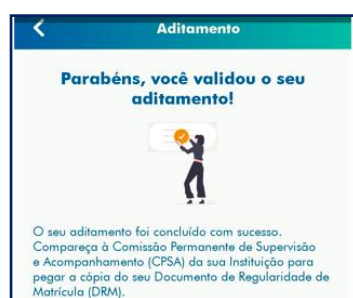 Aditamento
Parabéns, você validou o seu
aditamento!
O seu aditamento foi concluído com sucesso.
Compareça à Comissão Permanente de Supervisão
e Acompanhamento (CPSA) da sua Instituição para
pegar a cópia do seu Documento de Regularidade de
Matrícula (DRM).